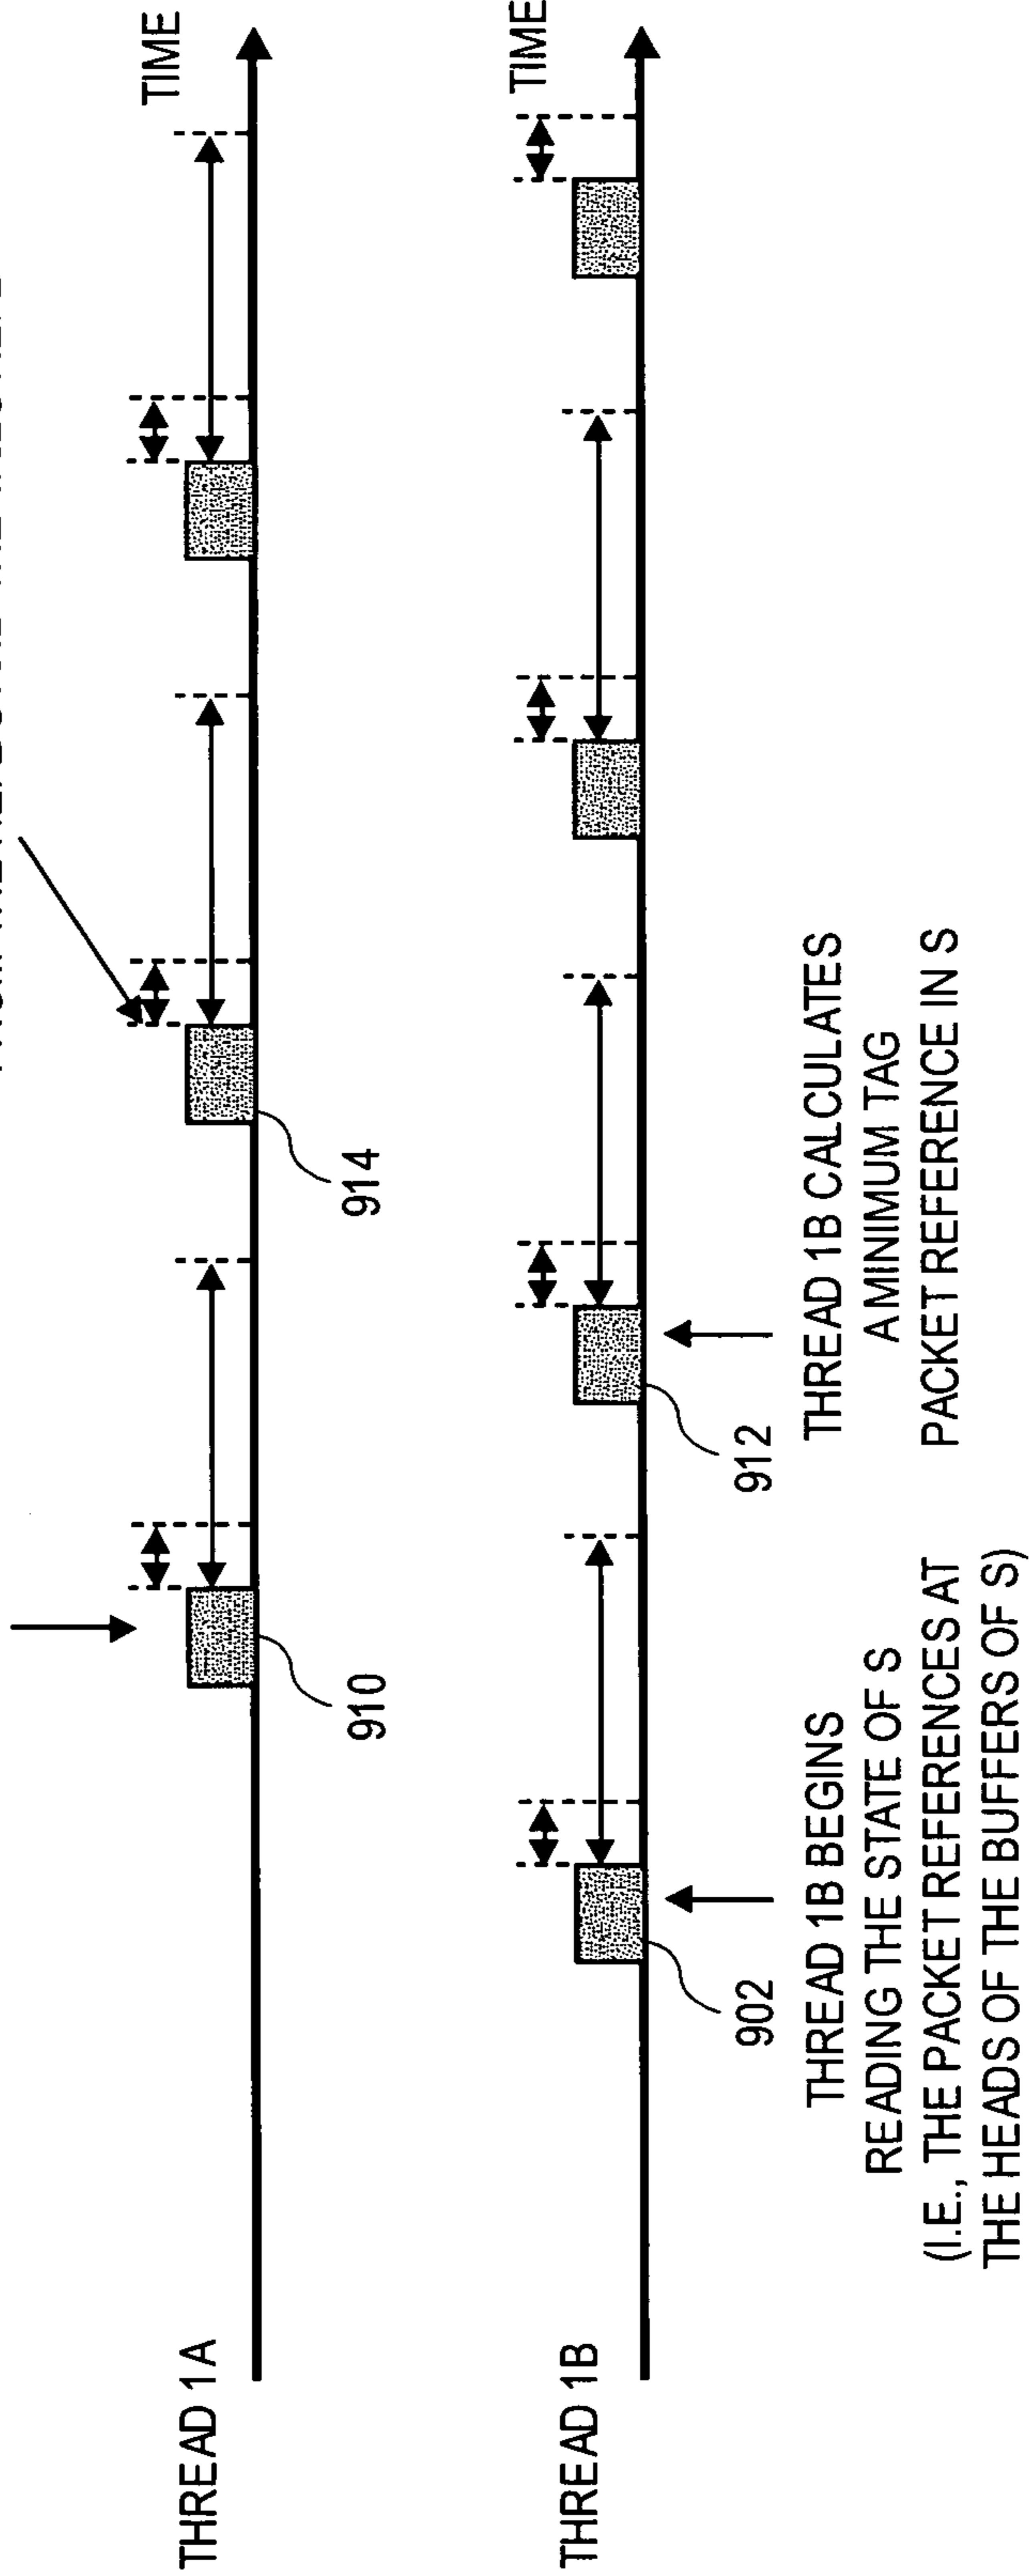 THREAD 1A
TIME
910
914
THREAD 1B
TIME
902
912
THREAD 1B BEGINS
READING THE STATE OF S
(I.E., THE PACKET REFERENCES AT
THE HEADS OF THE BUFFERS OF S)
THREAD 1B CALCULATES
A MINIMUM TAG
PACKET REFERENCE IN S